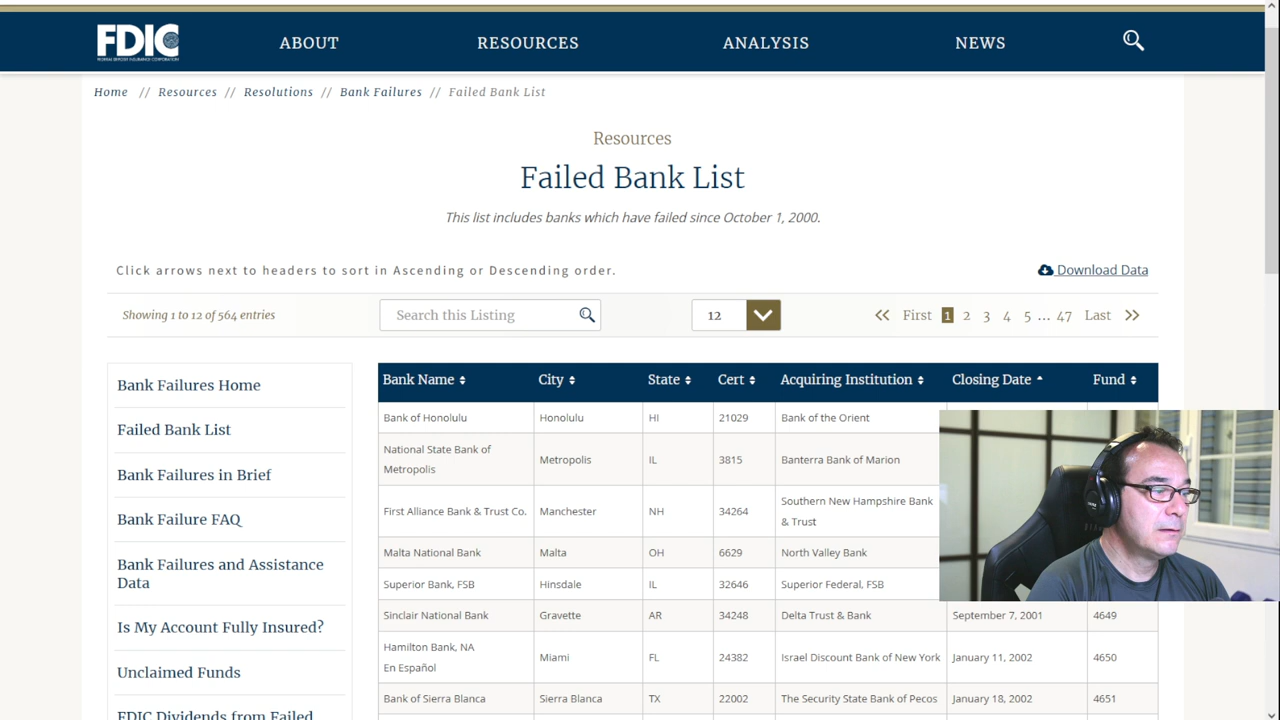 FDIC
FEDERAL DEPOSIT INSURANCE CORPORATION
ABOUT RESOURCES ANALYSIS NEWS
Home // Resources // Resolutions // Bank Failures // Failed Bank List
Resources
Failed Bank List
This list includes banks which have failed since October 1, 2000.
Click arrows next to headers to sort in Ascending or Descending order.
Download Data
Showing 1 to 12 of 564 entries
Search this Listing
12
First 1 2 3 4 5 ... 47 Last
Bank Failures Home
Failed Bank List
Bank Failures in Brief
Bank Failure FAQ
Bank Failures and Assistance
Data
Is My Account Fully Insured?
Unclaimed Funds
FDIC Dividends from Failed
Bank Name City State Cert Acquiring Institution Closing Date Fund
Bank of Honolulu Honolulu HI 21029 Bank of the Orient
National State Bank of
Metropolis Metropolis IL 3815 Banterra Bank of Marion
First Alliance Bank & Trust Co. Manchester NH 34264 Southern New Hampshire Bank
& Trust
Malta National Bank Malta OH 6629 North Valley Bank
Superior Bank, FSB Hinsdale IL 32646 Superior Federal, FSB
Sinclair National Bank Gravette AR 34248 Delta Trust & Bank September 7, 2001 4649
Hamilton Bank, NA
En Español Miami FL 24382 Israel Discount Bank of New York January 11, 2002 4650
Bank of Sierra Blanca Sierra Blanca TX 22002 The Security State Bank of Pecos January 18, 2002 4651